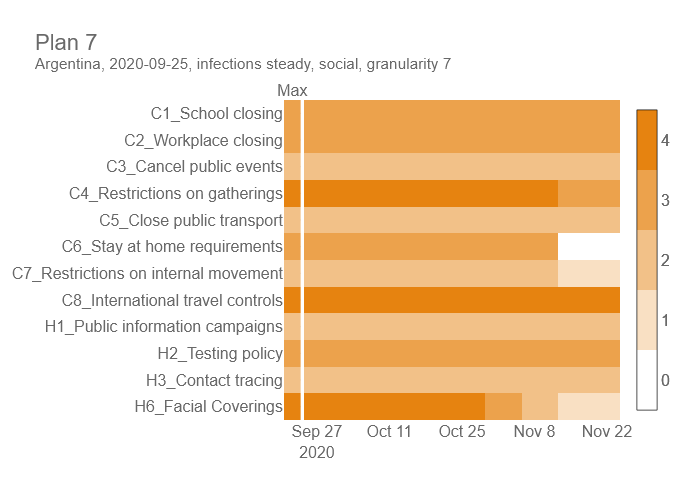 Plan 7
Argentina, 2020-09-25, infections steady, social, granularity 7
Max
C1_School closing
C2_Workplace closing
C3_Cancel public events
C4_Restrictions on gatherings
C5_Close public transport
C6_Stay at home requirements
C7_Restrictions on internal movement
C8_International travel controls
H1_Public information campaigns
H2_Testing policy
H3_Contact tracing
H6_Facial Coverings
4
3
2
1
0
Sep 27 Oct 11 Oct 25 Nov 8 Nov 22
2020